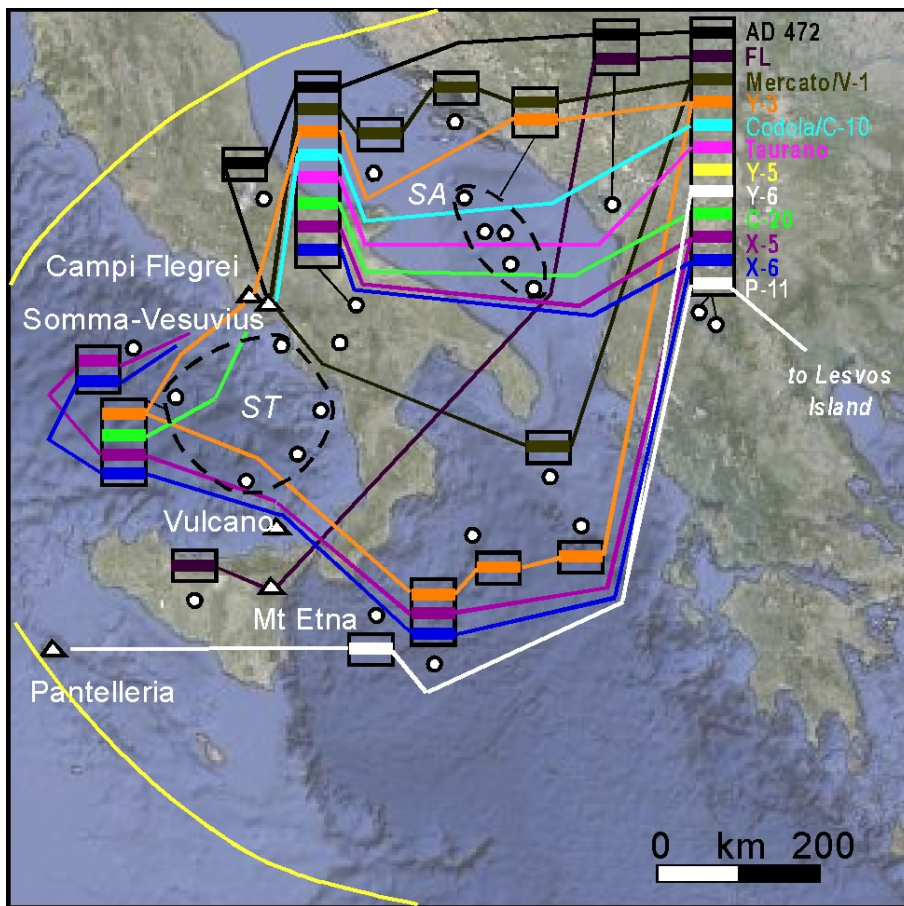 AD 472
FL
Mercato/V-1
Y-3
Codola/C-10
Taurano
Y-5
Y-6
C-20
X-5
X-6
P-11
SA
Campi Flegrei
Somma-Vesuvius
to Lesvos
Island
ST
Vulcano
Mt Etna
Pantelleria
0 km 200